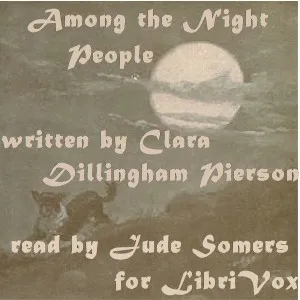 Among the Night
People
written by Clara
Dillingham Pierson
read by Jude Somers
for LibriVox